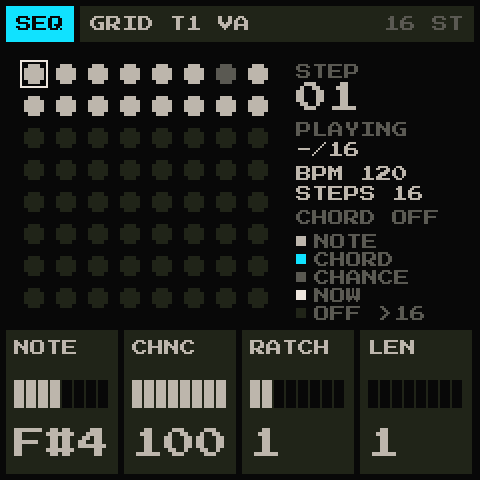 SEQ GRID T1 VA 16 ST
STEP
01
PLAYING
-/16
BPM 120
STEPS 16
CHORD OFF
NOTE
CHORD
CHANCE
NOW
OFF >16
NOTE CHNC RATCH LEN
F#4 100 1 1